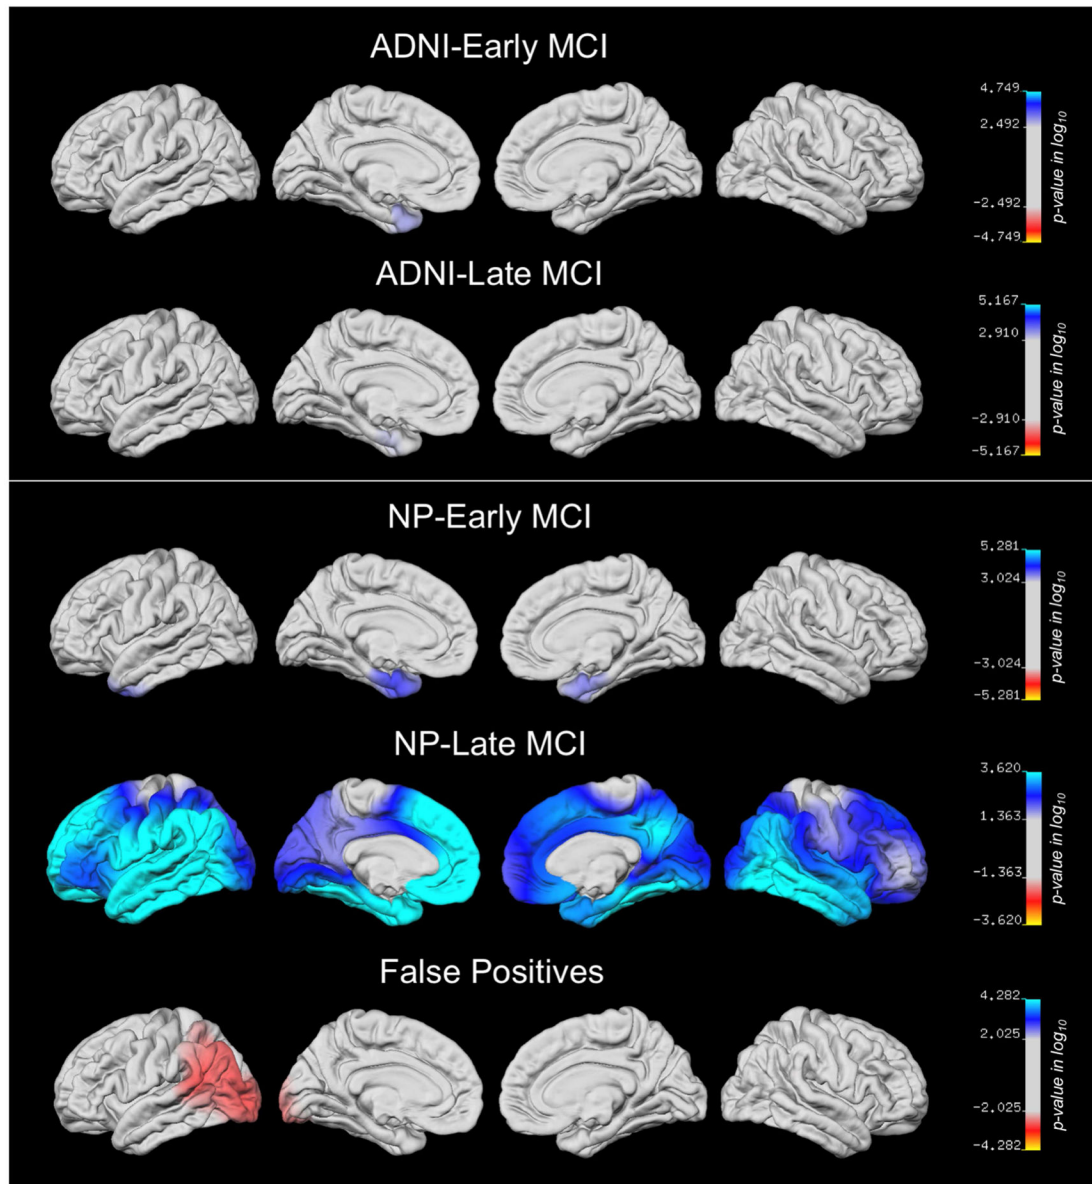 ADNI-Early MCI
4.749
2.492
-2.492
-4.749
p-value in log10
ADNI-Late MCI
5.167
2.910
-2.910
-5.167
p-value in log10
NP-Early MCI
5.281
3.024
-3.024
-5.281
p-value in log10
NP-Late MCI
3.620
1.363
-1.363
-3.620
p-value in log10
False Positives
4.282
2.025
-2.025
-4.282
p-value in log10